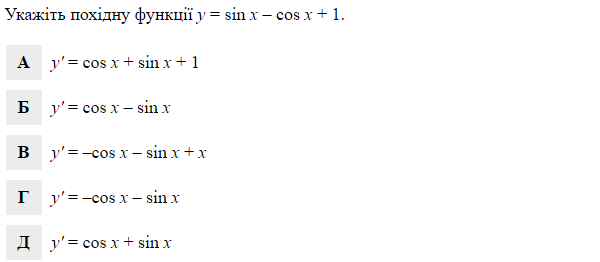 Укажіть похідну функції y = sin x – cos x + 1.
А y′ = cos x + sin x + 1
Б y′ = cos x – sin x
В y′ = –cos x – sin x + x
Г y′ = –cos x – sin x
Д y′ = cos x + sin x